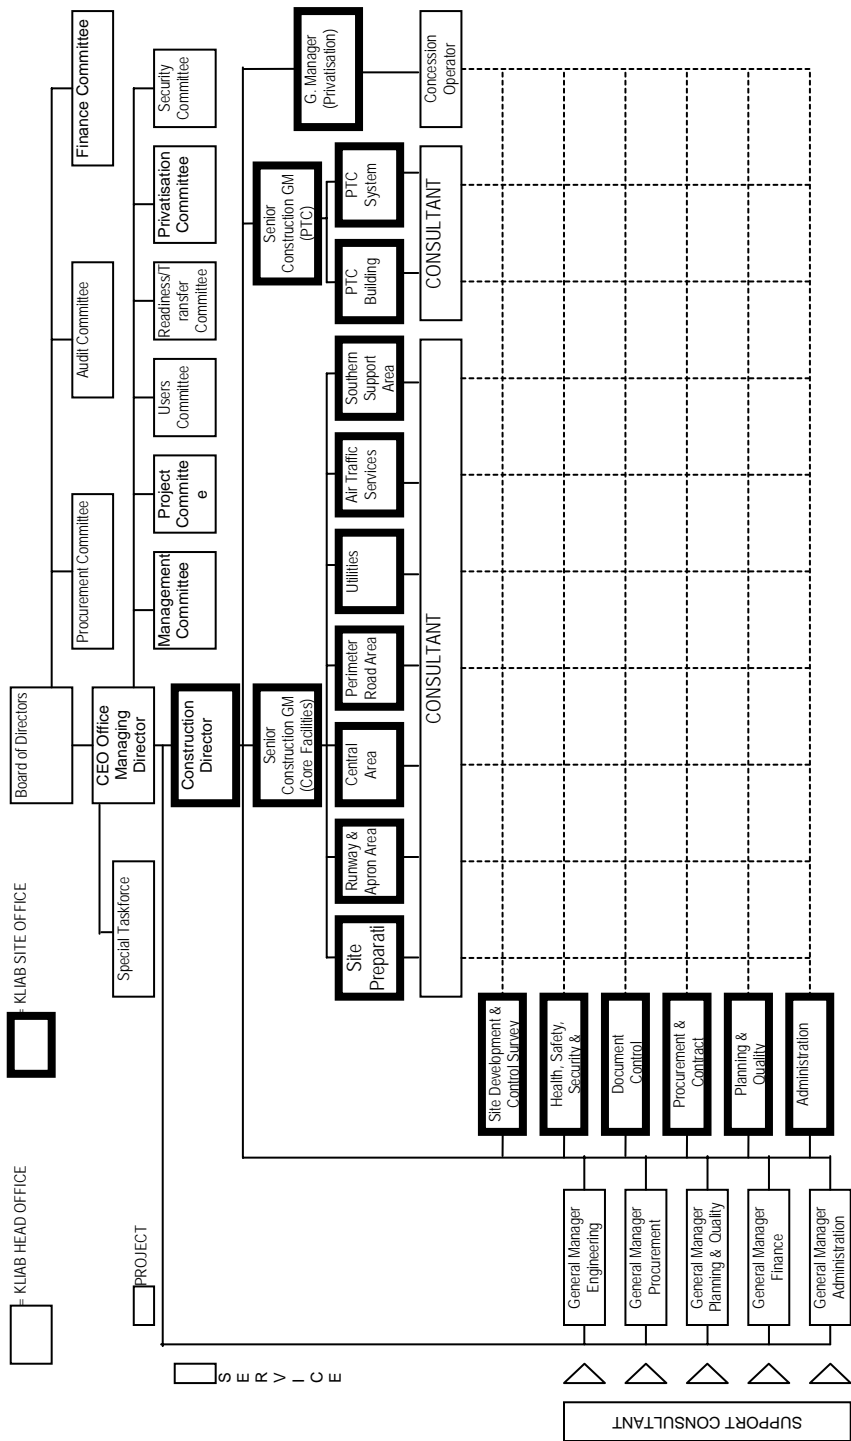 = KLIAB HEAD OFFICE
= KLIAB SITE OFFICE
Board of Directors
Procurement Committee
Audit Committee
Finance Committee
PROJECT
Special Taskforce
CEO Office
Managing
Director
Management
Committee
Project
Committe
e
Users
Committee
Readiness/T
ransfer
Committee
Privatisation
Committee
Security
Committee
SERVICE
Construction
Director
Senior
Construction GM
(Core Facilities)
Senior
Construction GM
(PTC)
G. Manager
(Privatisation)
Site
Preparati
Runway &
Apron Area
Central
Area
Perimeter
Road Area
Utilities
Air Traffic
Services
Southern
Support
Area
PTC
Building
PTC
System
Concession
Operator
CONSULTANT
CONSULTANT
Site Development &
Control Survey
Health, Safety,
Security &
Document
Control
Procurement &
Contract
Planning &
Quality
Administration
General Manager
Engineering
General Manager
Procurement
General Manager
Planning & Quality
General Manager
Finance
General Manager
Administration
SUPPORT CONSULTANT